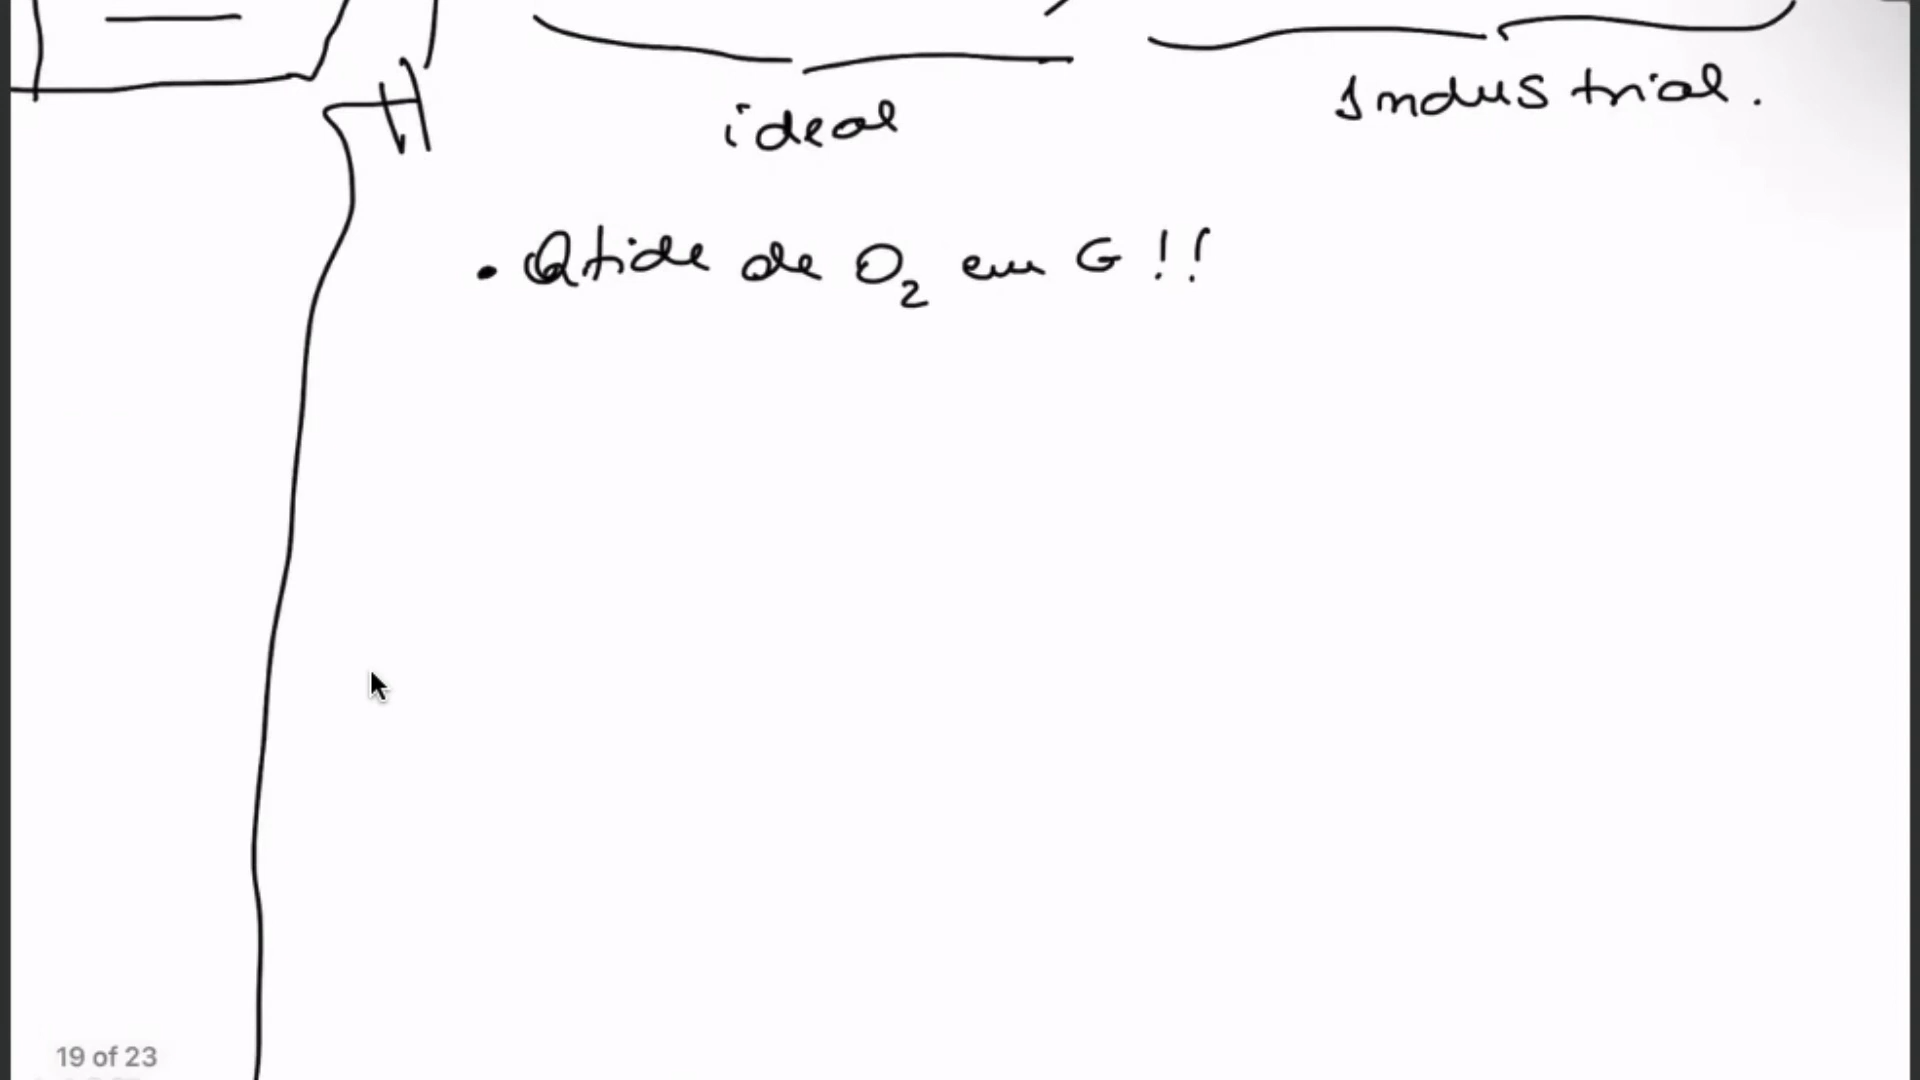 ideal
Industrial.
• Qtide de O₂ em G!!
19 of 23